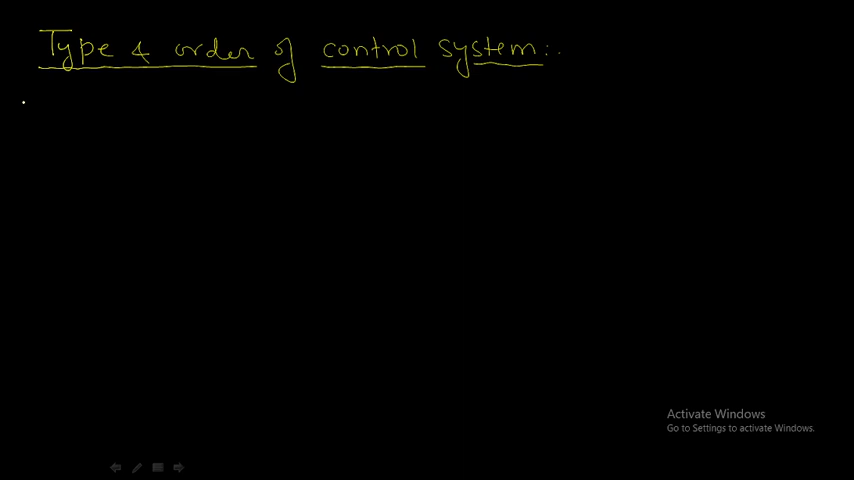 Type & order of control system:-
Activate Windows
Go to Settings to activate Windows.